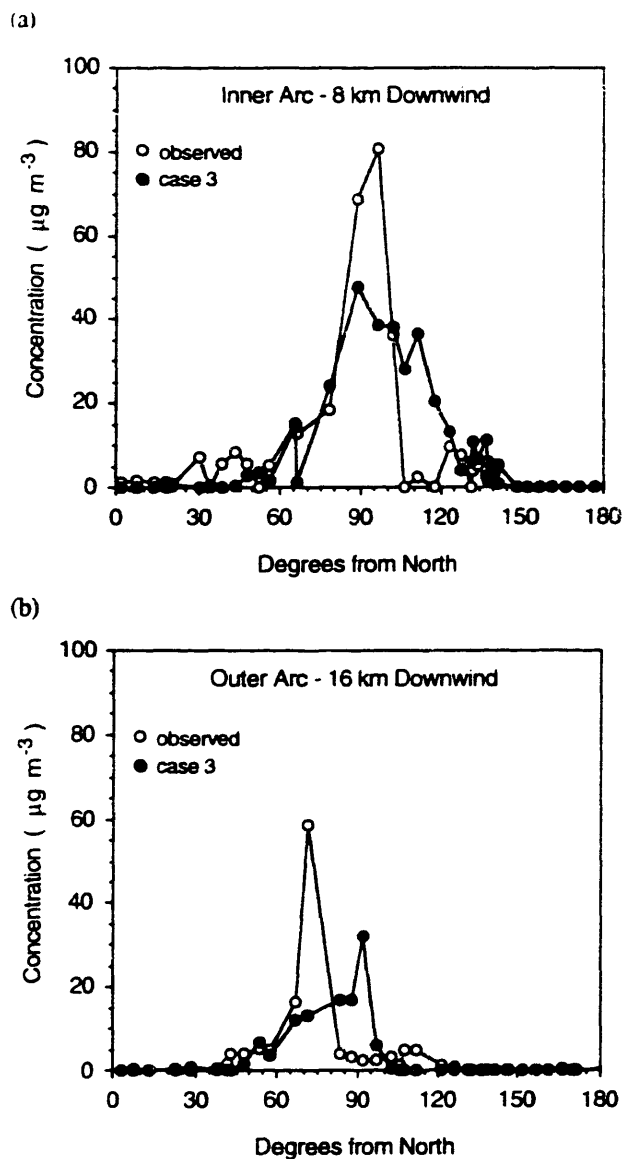 (a)
Inner Arc - 8 km Downwind
observed
case 3
Concentration ( µg m⁻³ )
100
80
60
40
20
0
0 30 60 90 120 150 180
Degrees from North
(b)
Outer Arc - 16 km Downwind
observed
case 3
Concentration ( µg m⁻³ )
100
80
60
40
20
0
0 30 60 90 120 150 180
Degrees from North